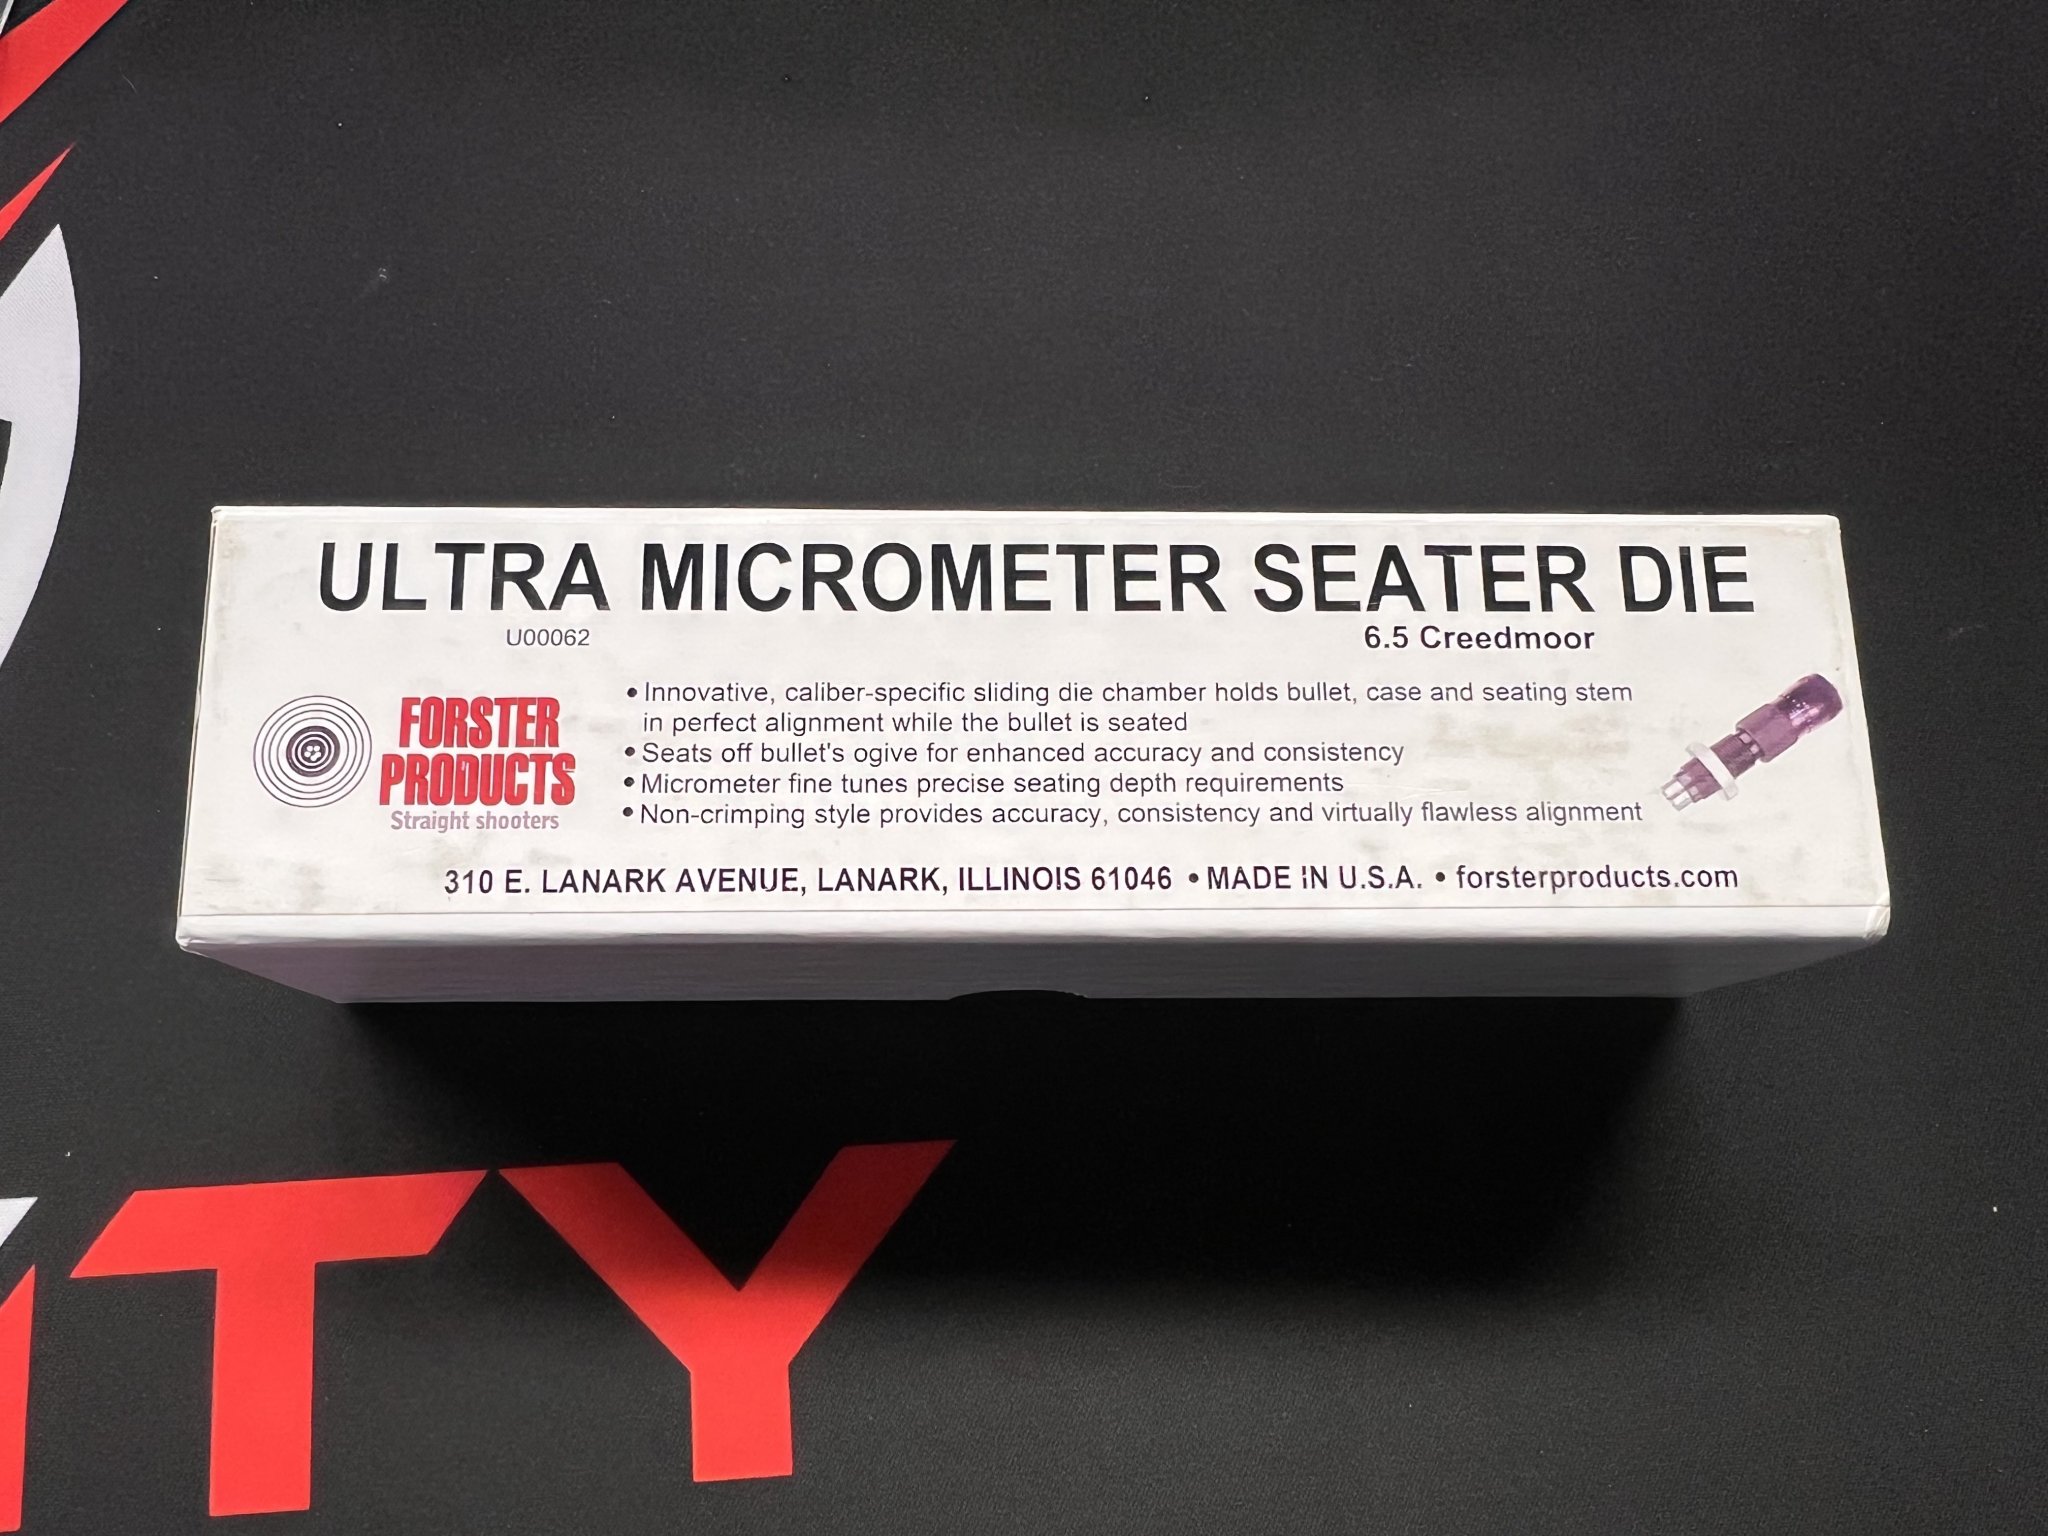 ULTRA MICROMETER SEATER DIE
U00062
6.5 Creedmoor
FORSTER
PRODUCTS
Straight shooters
• Innovative, caliber-specific sliding die chamber holds bullet, case and seating stem
in perfect alignment while the bullet is seated
• Seats off bullet's ogive for enhanced accuracy and consistency
• Micrometer fine tunes precise seating depth requirements
• Non-crimping style provides accuracy, consistency and virtually flawless alignment
310 E. LANARK AVENUE, LANARK, ILLINOIS 61046 • MADE IN U.S.A. • forsterproducts.com
TY